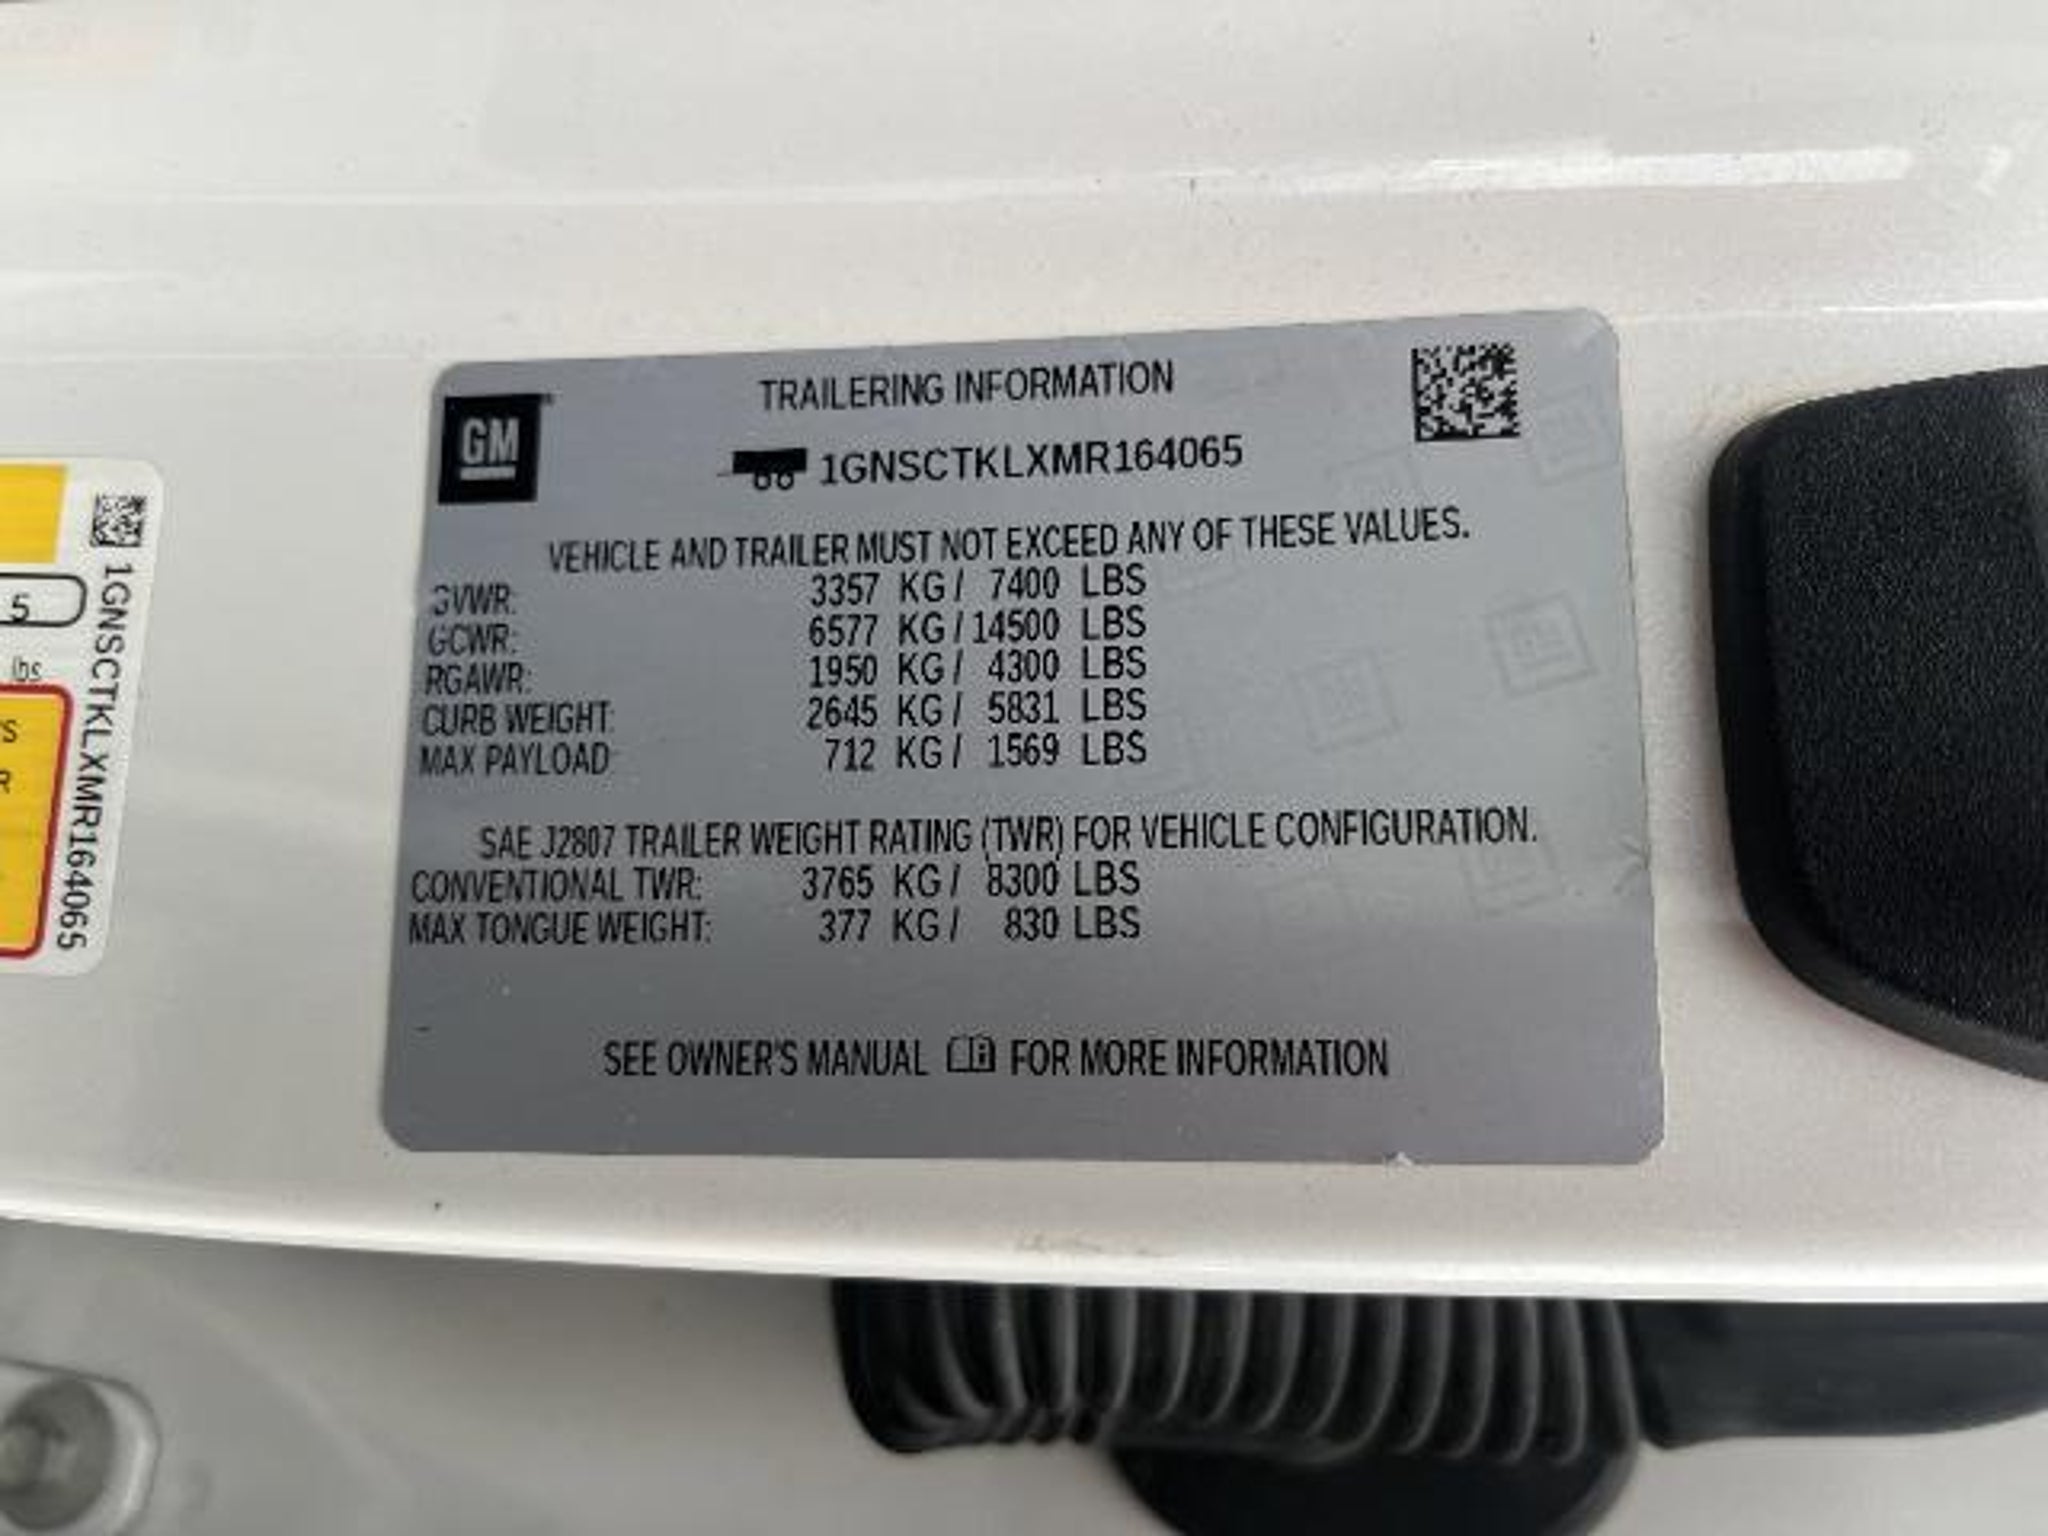 GM
TRAILERING INFORMATION
1GNSCTKLXMR164065
VEHICLE AND TRAILER MUST NOT EXCEED ANY OF THESE VALUES.
GVWR: 3357 KG / 7400 LBS
GCWR: 6577 KG / 14500 LBS
RGAWR: 1950 KG / 4300 LBS
CURB WEIGHT: 2645 KG / 5831 LBS
MAX PAYLOAD: 712 KG / 1569 LBS
SAE J2807 TRAILER WEIGHT RATING (TWR) FOR VEHICLE CONFIGURATION.
CONVENTIONAL TWR: 3765 KG / 8300 LBS
MAX TONGUE WEIGHT: 377 KG / 830 LBS
SEE OWNER'S MANUAL FOR MORE INFORMATION
1GNSCTKLXMR164065
5
lbs